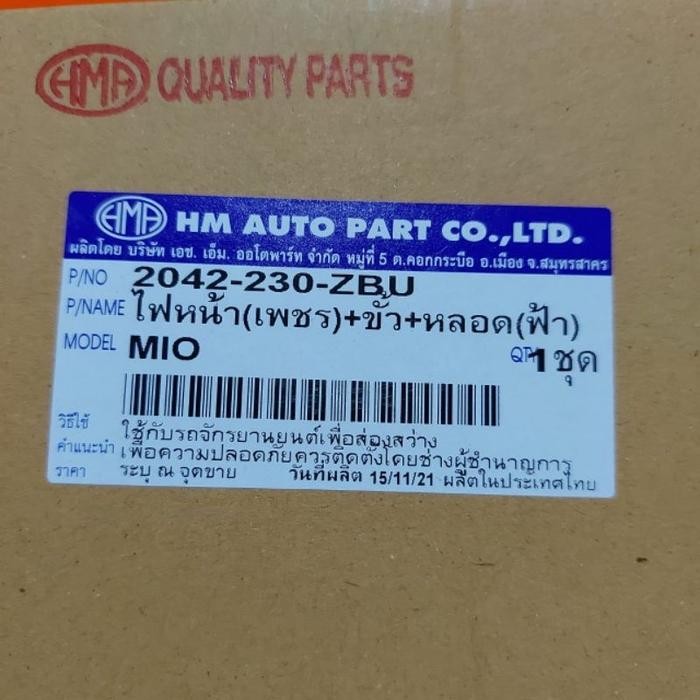 HMA QUALITY PARTS
HMA HM AUTO PART CO.,LTD.
ผลิตโดย บริษัท เอช. เอ็ม. ออโตพาร์ท จำกัด หมู่ที่ 5 ต.คอกกระบือ อ.เมือง จ.สมุทรสาคร
P/NO 2042-230-ZBU
P/NAME ไฟหน้า(เพชร)+ขั้ว+หลอด(ฟ้า)
MODEL MIO QTY 1 ชุด
วิธีใช้ ใช้กับรถจักรยานยนต์เพื่อส่องสว่าง
คำแนะนำ เพื่อความปลอดภัยควรติดตั้งโดยช่างผู้ชำนาญการ
ราคา ระบุ ณ จุดขาย วันที่ผลิต 15/11/21 ผลิตในประเทศไทย